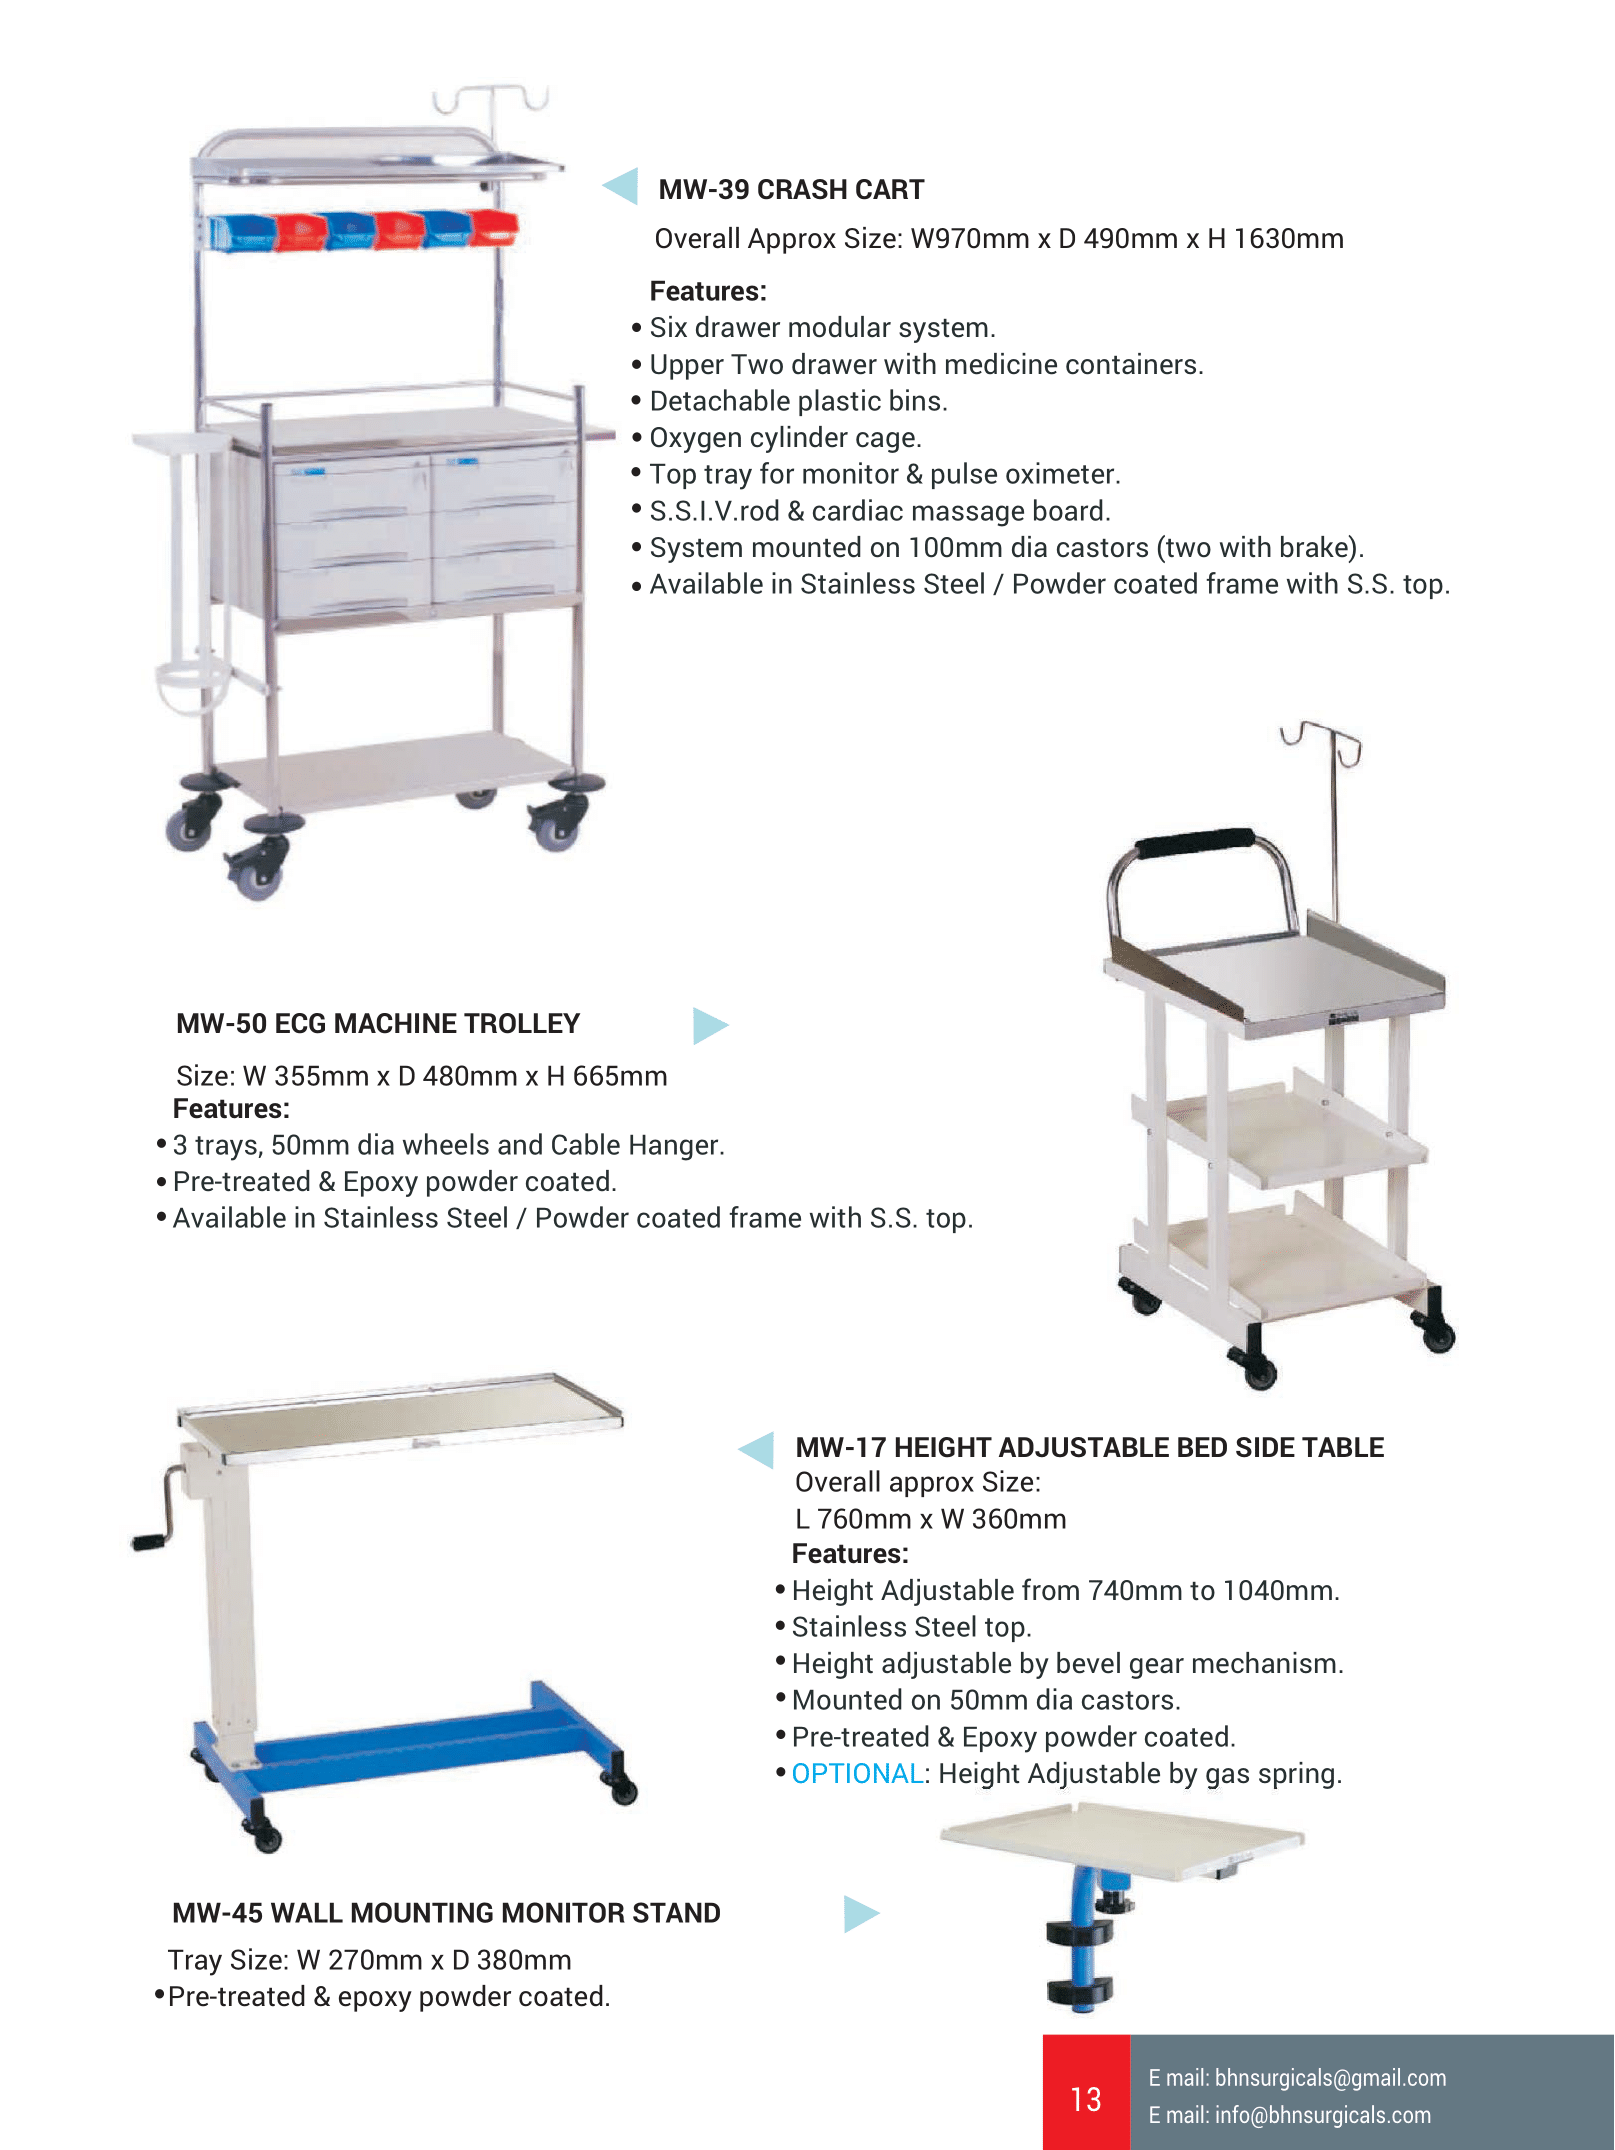 MW-39 CRASH CART
Overall Approx Size: W970mm x D 490mm x H 1630mm
Features:
• Six drawer modular system.
• Upper Two drawer with medicine containers.
• Detachable plastic bins.
• Oxygen cylinder cage.
• Top tray for monitor & pulse oximeter.
• S.S.I.V.rod & cardiac massage board.
• System mounted on 100mm dia castors (two with brake).
• Available in Stainless Steel / Powder coated frame with S.S. top.
MW-50 ECG MACHINE TROLLEY
Size: W 355mm x D 480mm x H 665mm
Features:
• 3 trays, 50mm dia wheels and Cable Hanger.
• Pre-treated & Epoxy powder coated.
• Available in Stainless Steel / Powder coated frame with S.S. top.
MW-17 HEIGHT ADJUSTABLE BED SIDE TABLE
Overall approx Size:
L 760mm x W 360mm
Features:
• Height Adjustable from 740mm to 1040mm.
• Stainless Steel top.
• Height adjustable by bevel gear mechanism.
• Mounted on 50mm dia castors.
• Pre-treated & Epoxy powder coated.
• OPTIONAL: Height Adjustable by gas spring.
MW-45 WALL MOUNTING MONITOR STAND
Tray Size: W 270mm x D 380mm
• Pre-treated & epoxy powder coated.
13
E mail: bhnsurgicals@gmail.com
E mail: info@bhnsurgicals.com